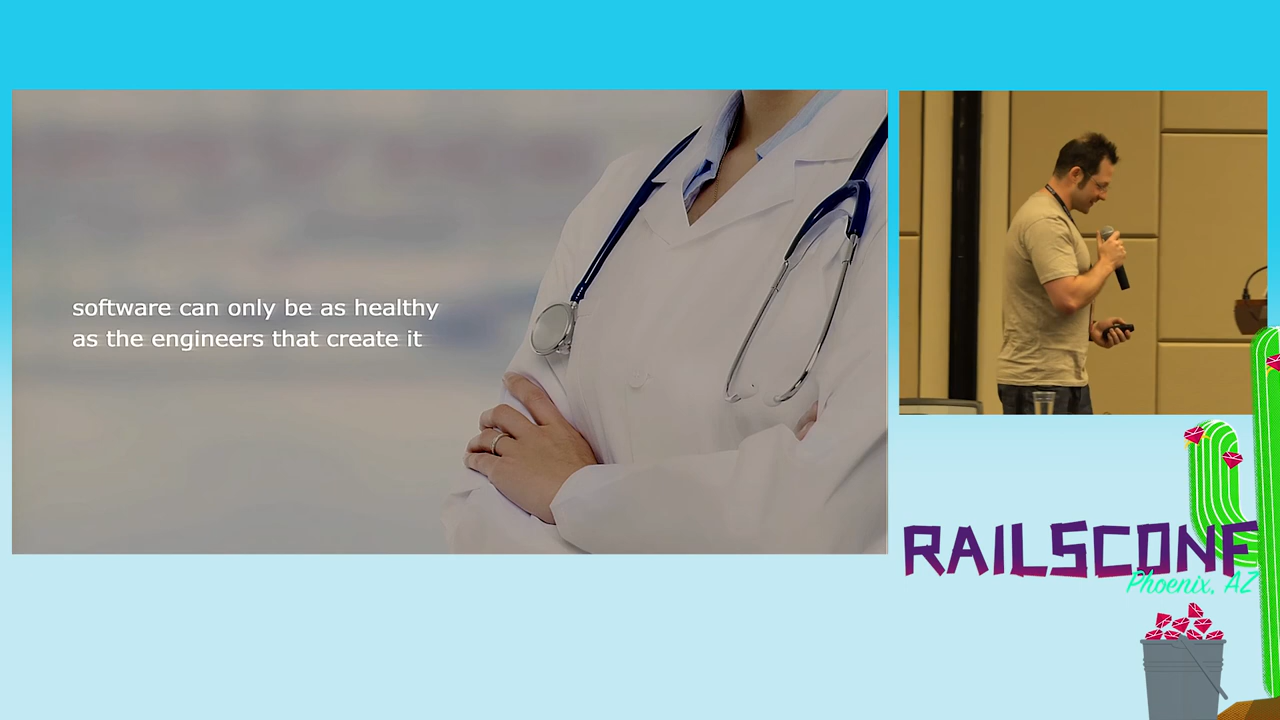 software can only be as healthy
as the engineers that create it
RAILSCONF
Phoenix, AZ